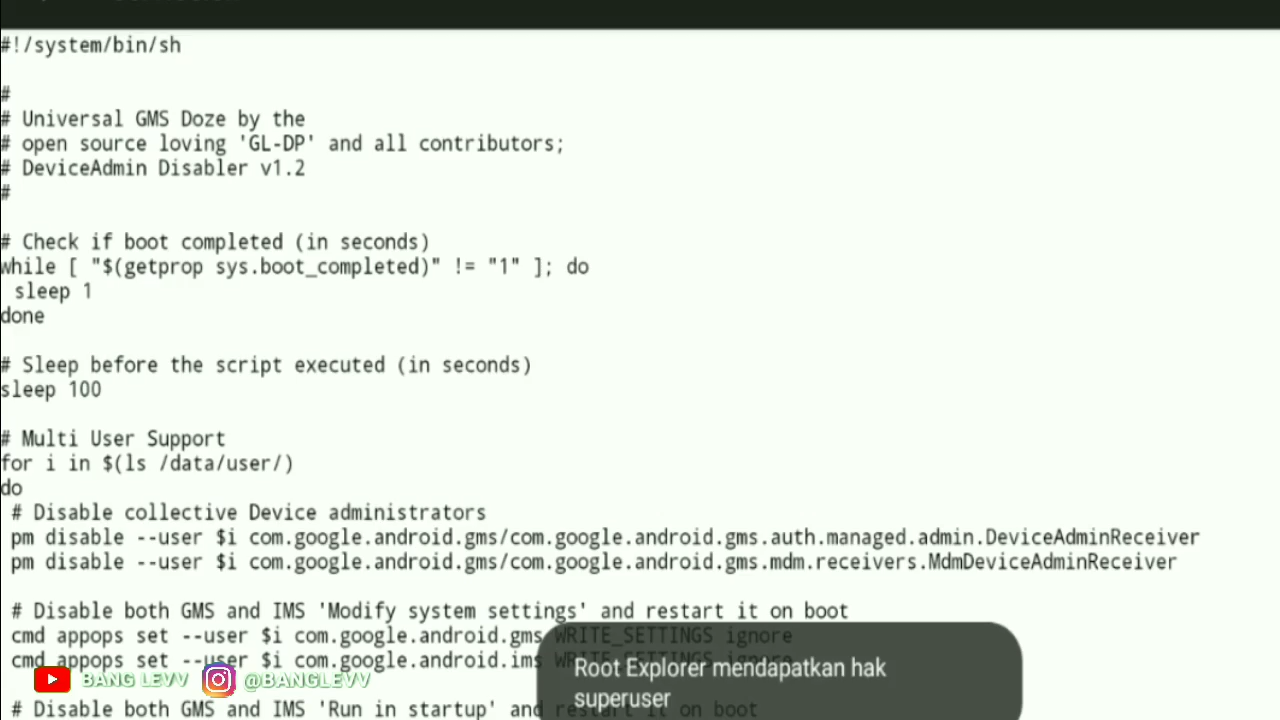 #!/system/bin/sh
#
# Universal GMS Doze by the
# open source loving 'GL-DP' and all contributors;
# DeviceAdmin Disabler v1.2
#
# Check if boot completed (in seconds)
while [ "$(getprop sys.boot_completed)" != "1" ]; do
sleep 1
done
# Sleep before the script executed (in seconds)
sleep 100
# Multi User Support
for i in $(ls /data/user/)
do
# Disable collective Device administrators
pm disable --user $i com.google.android.gms/com.google.android.gms.auth.managed.admin.DeviceAdminReceiver
pm disable --user $i com.google.android.gms/com.google.android.gms.mdm.receivers.MdmDeviceAdminReceiver
# Disable both GMS and IMS 'Modify system settings' and restart it on boot
cmd appops set --user $i com.google.android.gms WRITE_SETTINGS ignore
cmd appops set --user $i com.google.android.ims WRITE_SETTINGS ignore
# Disable both GMS and IMS 'Run in startup' and restart it on boot
Root Explorer mendapatkan hak
superuser
BANG LEVV @BANGLEVV